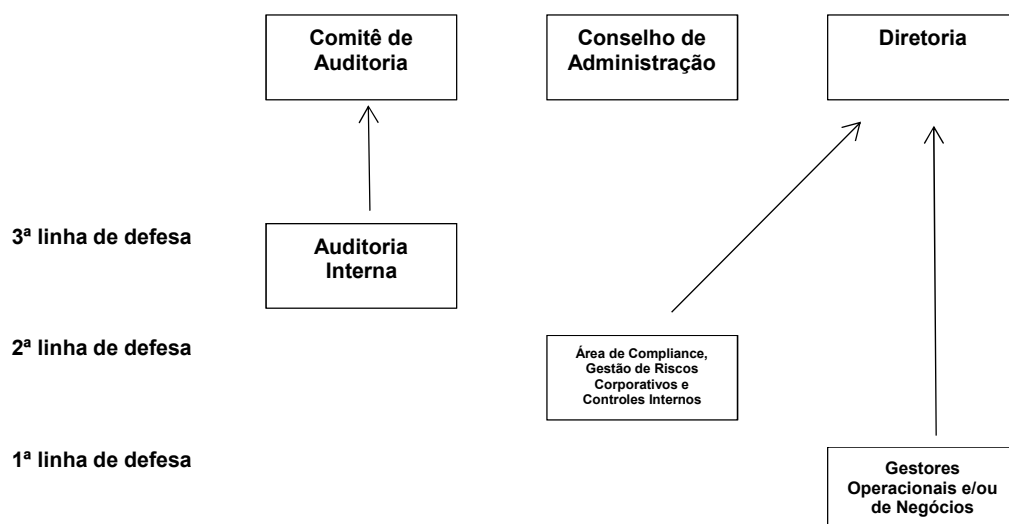 Comitê de
Auditoria
Conselho de
Administração
Diretoria
3ª linha de defesa
Auditoria
Interna
2ª linha de defesa
Área de Compliance,
Gestão de Riscos
Corporativos e
Controles Internos
1ª linha de defesa
Gestores
Operacionais e/ou
de Negócios